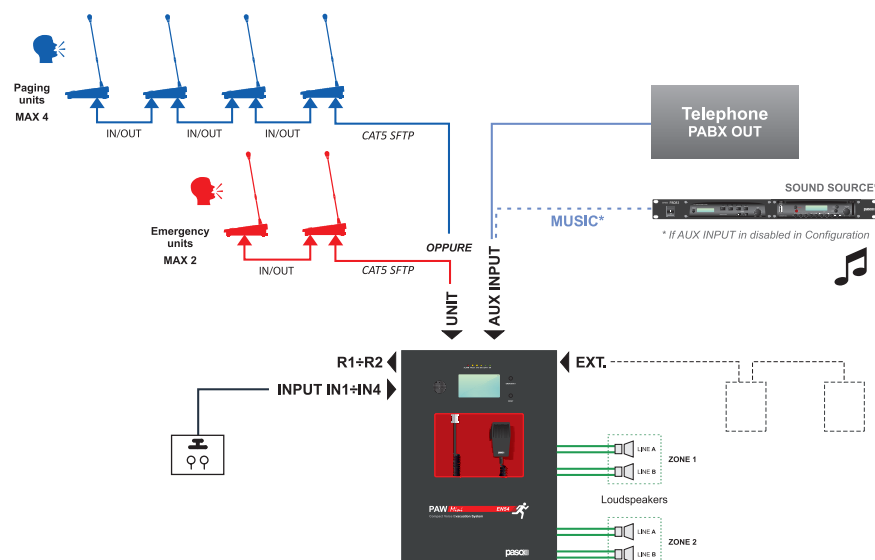 Paging
units
MAX 4
IN/OUT
IN/OUT
IN/OUT
CAT5 SFTP
Telephone
PABX OUT
SOUND SOURCE*
MUSIC*
* If AUX INPUT in disabled in Configuration
Emergency
units
MAX 2
IN/OUT
CAT5 SFTP
OPPURE
UNIT
AUX INPUT
R1÷R2
EXT.
INPUT IN1÷IN4
LINE A
ZONE 1
LINE B
Loudspeakers
PAW Mini
EN54
LINE A
ZONE 2
LINE B
paso